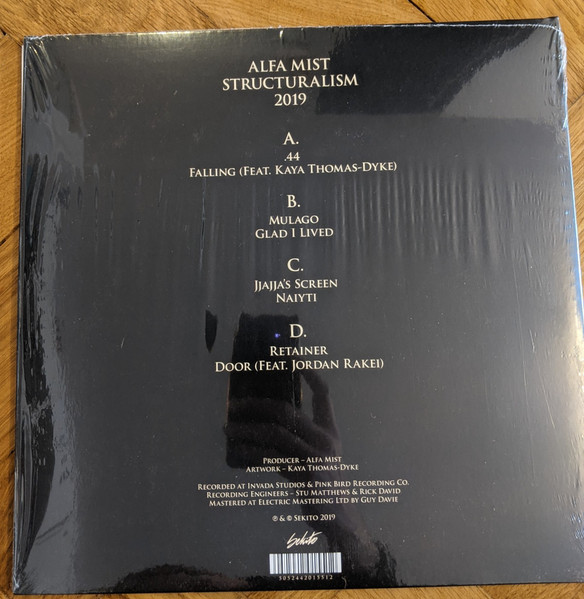 ALFA MIST
STRUCTURALISM
2019
A.
.44
FALLING (FEAT. KAYA THOMAS-DYKE)
B.
MULAGO
GLAD I LIVED
C.
JJAJJA'S SCREEN
NAIYTI
D.
RETAINER
DOOR (FEAT. JORDAN RAKEI)
PRODUCER – ALFA MIST
ARTWORK – KAYA THOMAS-DYKE
RECORDED AT INVADA STUDIOS & PINK BIRD RECORDING CO.
RECORDING ENGINEERS – STU MATTHEWS & RICK DAVID
MASTERED AT ELECTRIC MASTERING LTD BY GUY DAVIE
℗ & © SEKITO 2019
Sekito
5052442015512